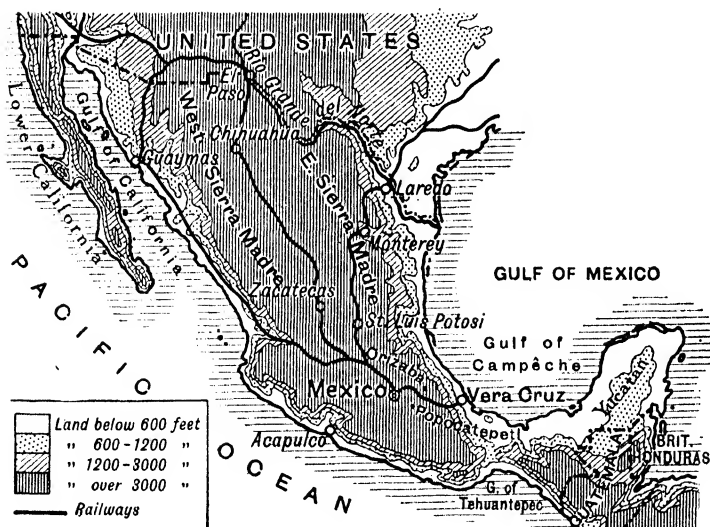 UNITED STATES
El Paso
Rio Grande del Norte
Lower California
Gulf of California
West Sierra Madre
Chihuahua
Guaymas
E. Sierra Madre
Laredo
Monterey
Zacatecas
St. Luis Potosi
GULF OF MEXICO
Gulf of
Campêche
PACIFIC
OCEAN
Orizaba
Mexico
Vera Cruz
Popocatepetl
Yucatan
Acapulco
G. of
Tehuantepec
GUATEMALA
BRIT.
HONDURAS
Land below 600 feet
" 600-1200 "
" 1200-3000 "
" over 3000 "
Railways